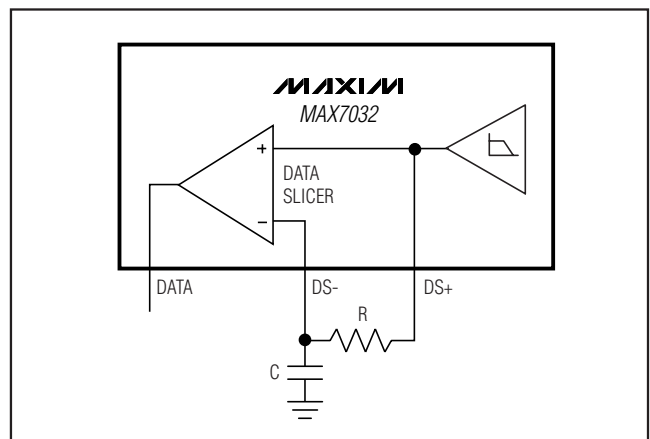 MAXIM
MAX7032
+
DATA
SLICER
−
DATA
DS-
DS+
R
C